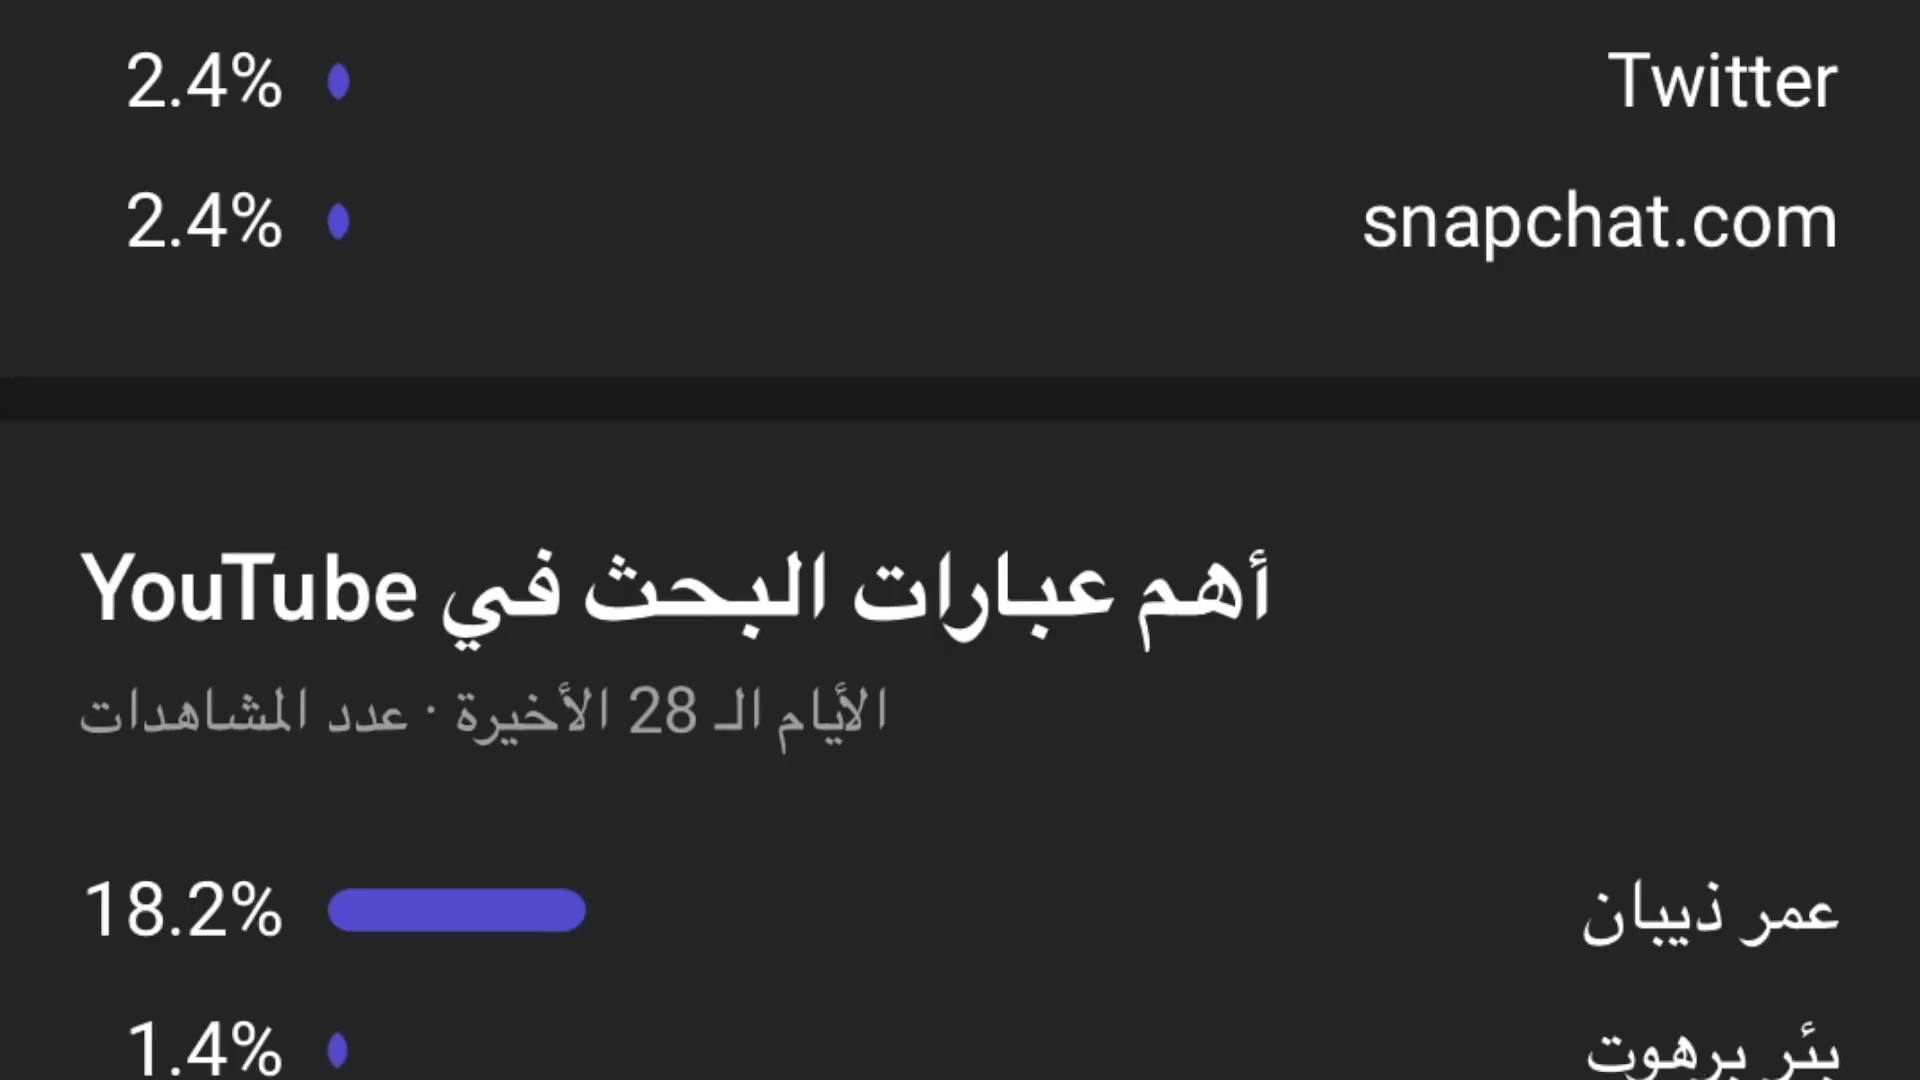 Twitter 2.4%
snapchat.com 2.4%
أهم عبارات البحث في YouTube
الأيام الـ 28 الأخيرة · عدد المشاهدات
عمر ذيبان 18.2%
بئر برهوت 1.4%